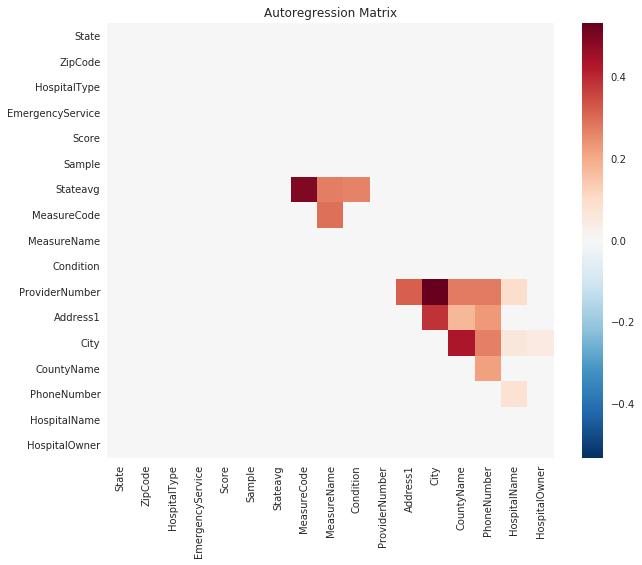 Autoregression Matrix
State
ZipCode
HospitalType
EmergencyService
Score
Sample
Stateavg
MeasureCode
MeasureName
Condition
ProviderNumber
Address1
City
CountyName
PhoneNumber
HospitalName
HospitalOwner
State
ZipCode
HospitalType
EmergencyService
Score
Sample
Stateavg
MeasureCode
MeasureName
Condition
ProviderNumber
Address1
City
CountyName
PhoneNumber
HospitalName
HospitalOwner
0.4
0.2
0.0
−0.2
−0.4